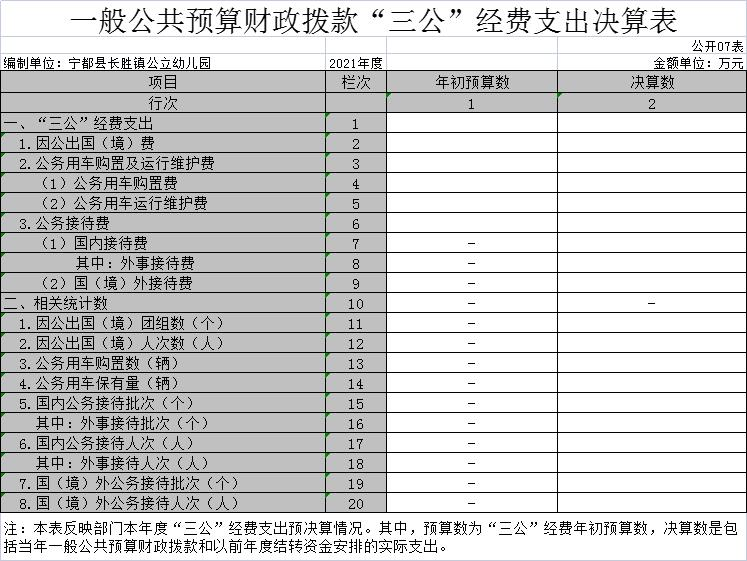 一般公共预算财政拨款“三公”经费支出决算表
公开07表
编制单位：宁都县长胜镇公立幼儿园 2021年度 金额单位：万元
项目 栏次 年初预算数 决算数
行次 1 2
一、“三公”经费支出 1
1.因公出国（境）费 2
2.公务用车购置及运行维护费 3
（1）公务用车购置费 4
（2）公务用车运行维护费 5
3.公务接待费 6
（1）国内接待费 7 －
其中：外事接待费 8 －
（2）国（境）外接待费 9 －
二、相关统计数 10 － －
1.因公出国（境）团组数（个） 11 －
2.因公出国（境）人次数（人） 12 －
3.公务用车购置数（辆） 13 －
4.公务用车保有量（辆） 14 －
5.国内公务接待批次（个） 15 －
其中：外事接待批次（个） 16 －
6.国内公务接待人次（人） 17 －
其中：外事接待人次（人） 18 －
7.国（境）外公务接待批次（个） 19 －
8.国（境）外公务接待人次（人） 20 －
注：本表反映部门本年度“三公”经费支出预决算情况。其中，预算数为“三公”经费年初预算数，决算数是包
括当年一般公共预算财政拨款和以前年度结转资金安排的实际支出。